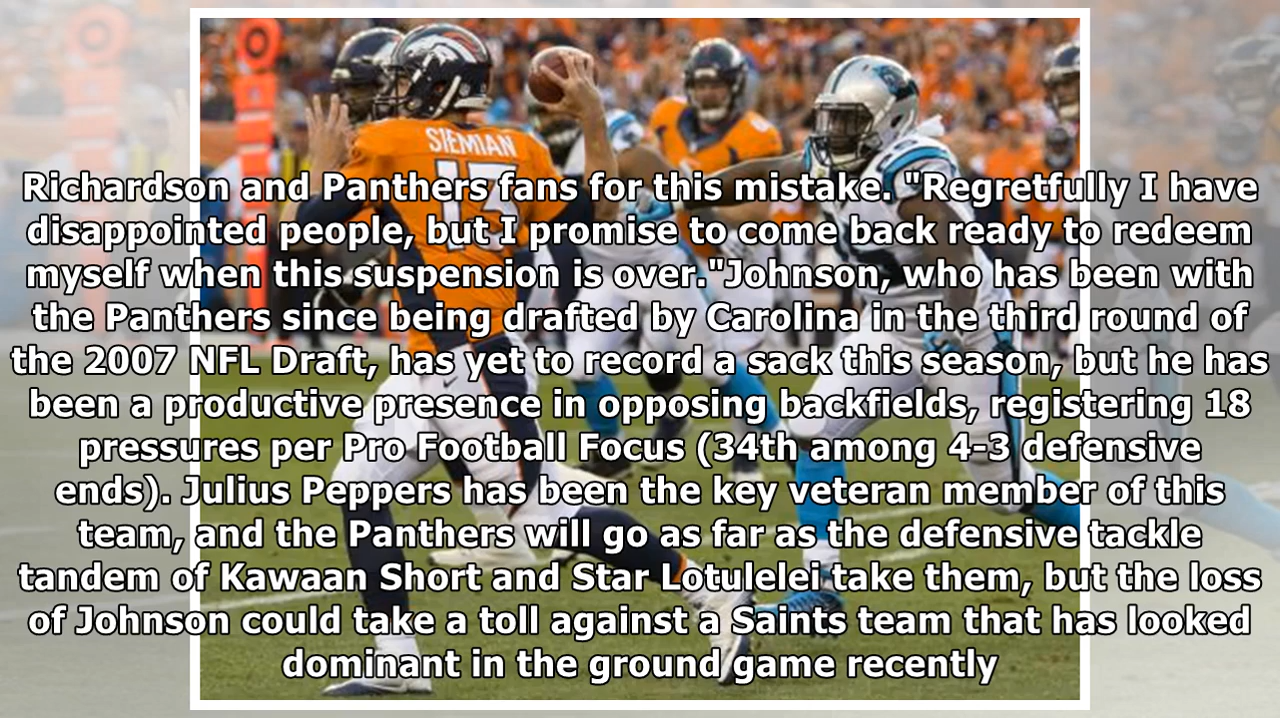 SIEMIAN
13
Richardson and Panthers fans for this mistake. "Regretfully I have
disappointed people, but I promise to come back ready to redeem
myself when this suspension is over."Johnson, who has been with
the Panthers since being drafted by Carolina in the third round of
the 2007 NFL Draft, has yet to record a sack this season, but he has
been a productive presence in opposing backfields, registering 18
pressures per Pro Football Focus (34th among 4-3 defensive
ends). Julius Peppers has been the key veteran member of this
team, and the Panthers will go as far as the defensive tackle
tandem of Kawaan Short and Star Lotulelei take them, but the loss
of Johnson could take a toll against a Saints team that has looked
dominant in the ground game recently